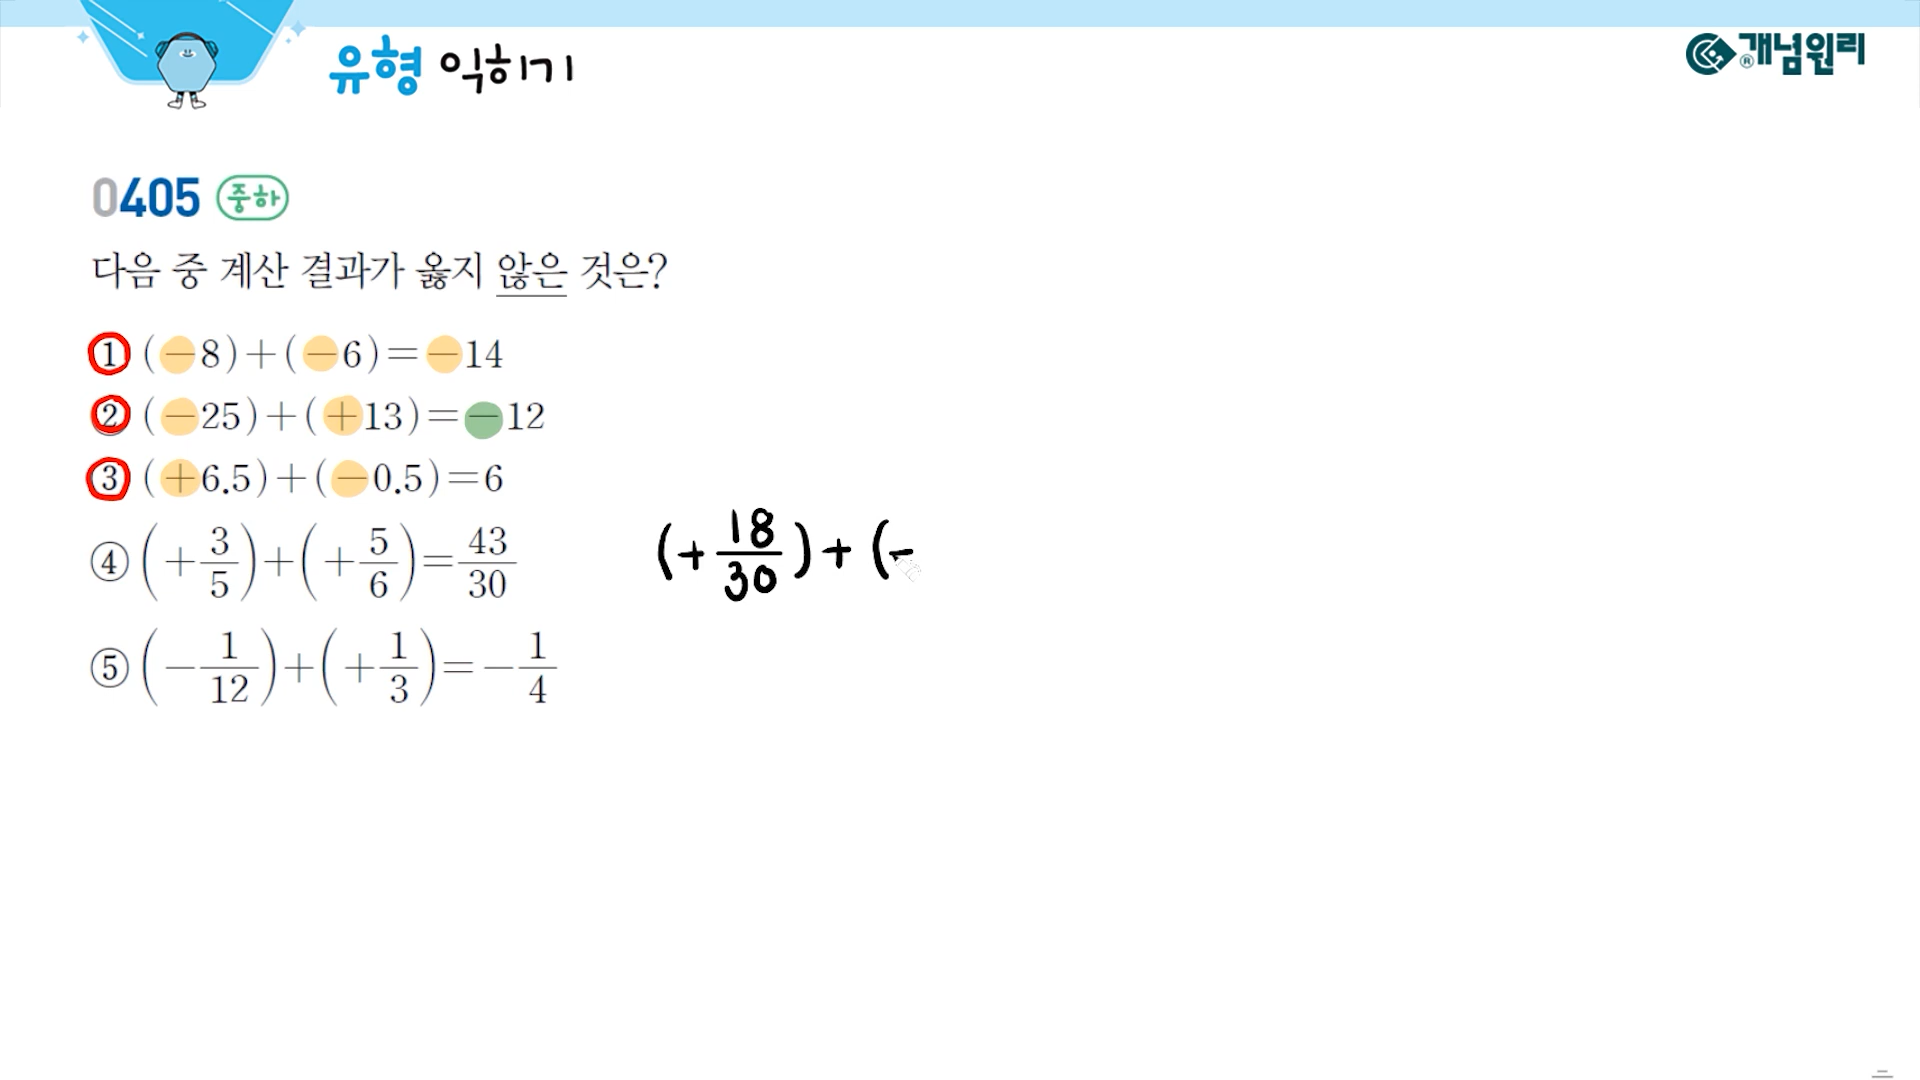 유형 익히기
개념원리®
0405 중하
다음 중 계산 결과가 옳지 않은 것은?
① (−8)+(−6)=−14
② (−25)+(+13)=−12
③ (+6.5)+(−0.5)=6
④ (+3/5)+(+5/6)=43/30
(+18/30)+(-
⑤ (−1/12)+(+1/3)=−1/4